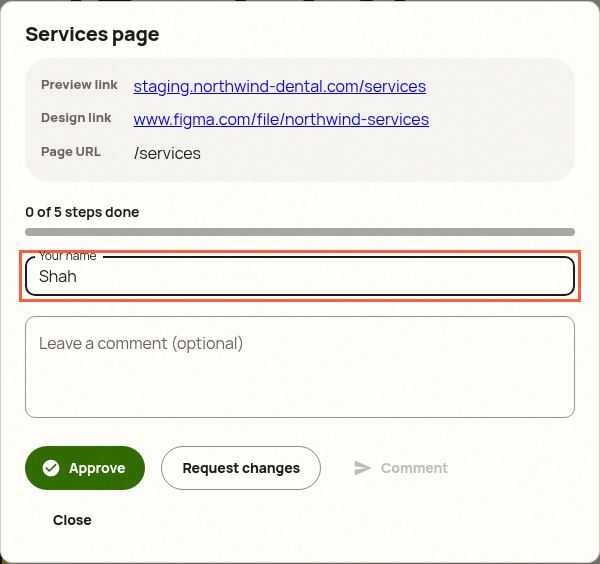 Services page
Preview link staging.northwind-dental.com/services
Design link www.figma.com/file/northwind-services
Page URL /services
0 of 5 steps done
Your name
Shah
Leave a comment (optional)
Approve Request changes Comment
Close